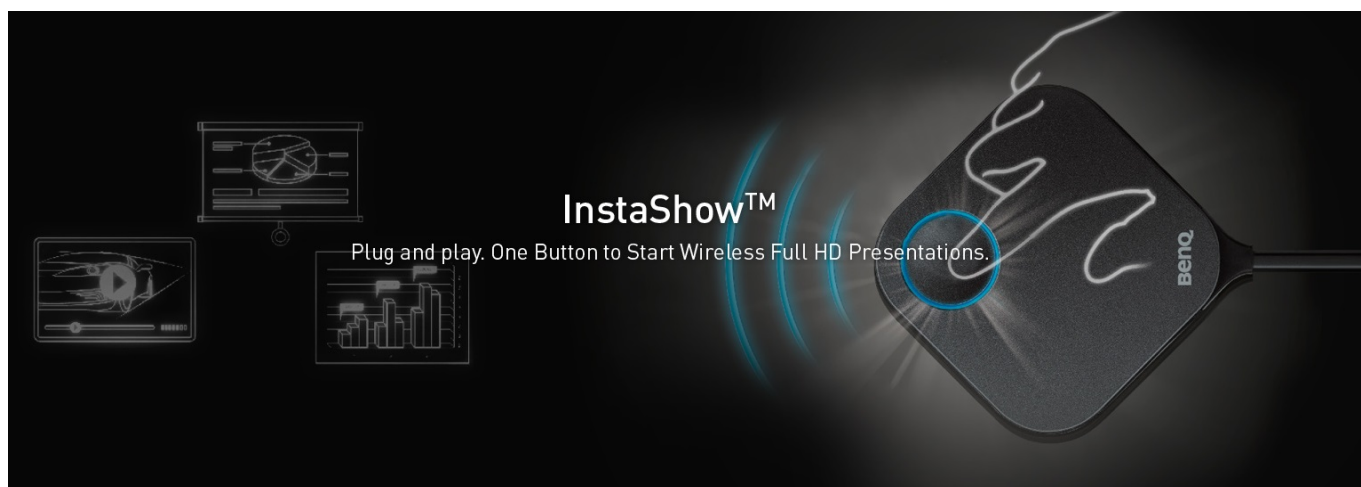 InstaShow™
Plug and play. One Button to Start Wireless Full HD Presentations.
BenQ